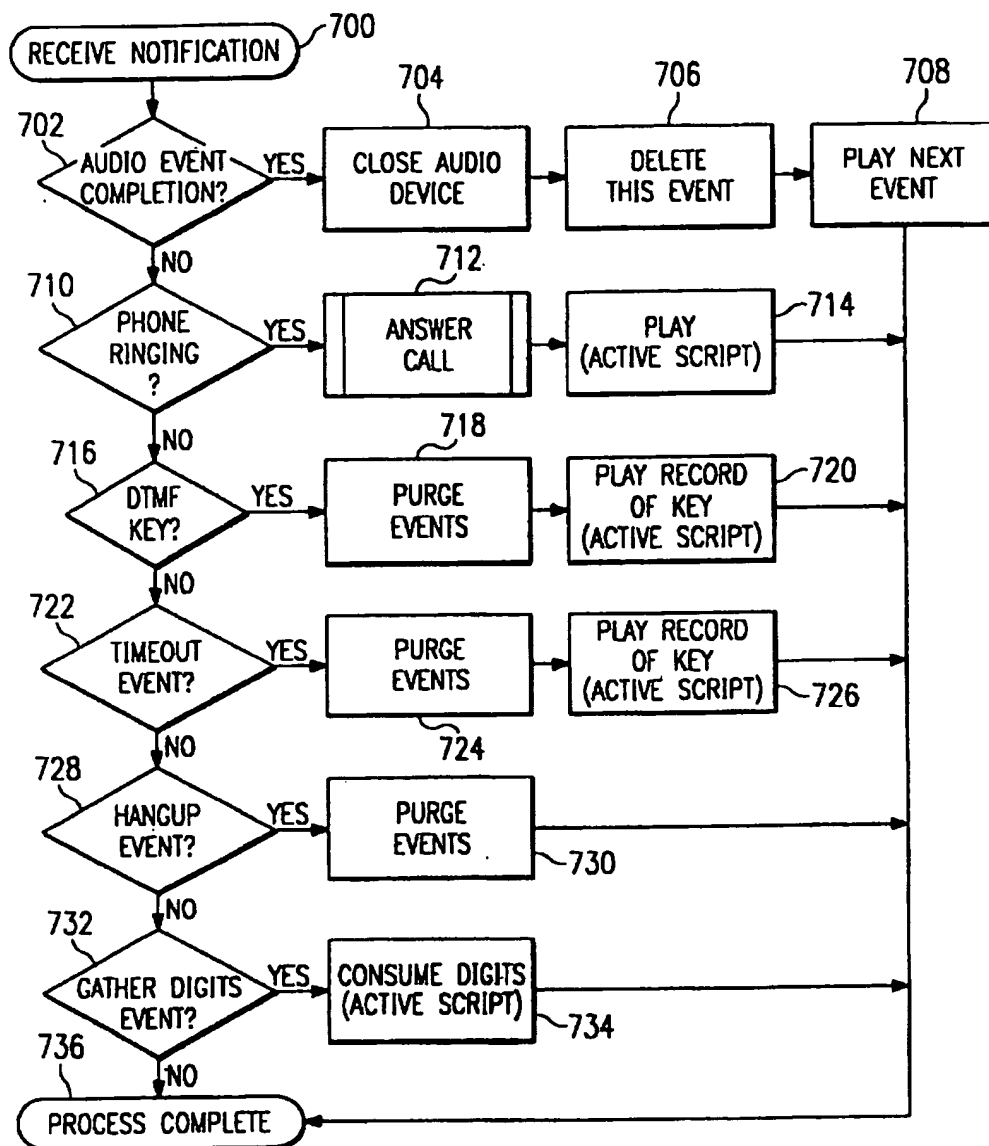 RECEIVE NOTIFICATION
700
702
AUDIO EVENT
COMPLETION?
YES
704
CLOSE AUDIO
DEVICE
706
DELETE
THIS EVENT
708
PLAY NEXT
EVENT
NO
710
PHONE
RINGING
?
YES
712
ANSWER
CALL
714
PLAY
(ACTIVE SCRIPT)
NO
716
DTMF
KEY?
YES
718
PURGE
EVENTS
720
PLAY RECORD
OF KEY
(ACTIVE SCRIPT)
NO
722
TIMEOUT
EVENT?
YES
PURGE
EVENTS
724
PLAY RECORD
OF KEY
(ACTIVE SCRIPT)
726
NO
728
HANGUP
EVENT?
YES
PURGE
EVENTS
730
NO
732
GATHER DIGITS
EVENT?
YES
CONSUME DIGITS
(ACTIVE SCRIPT)
734
NO
736
PROCESS COMPLETE